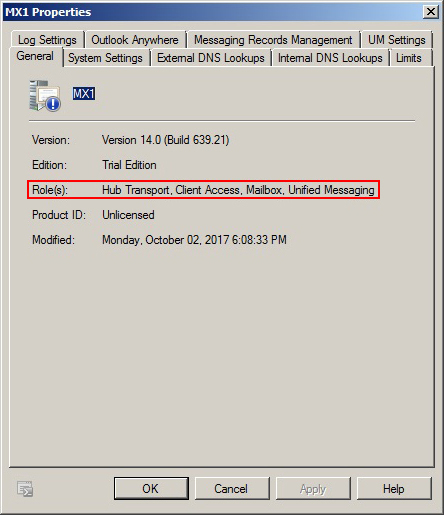 MX1 Properties
Log Settings Outlook Anywhere Messaging Records Management UM Settings
General System Settings External DNS Lookups Internal DNS Lookups Limits
MX1
Version: Version 14.0 (Build 639.21)
Edition: Trial Edition
Role(s): Hub Transport, Client Access, Mailbox, Unified Messaging
Product ID: Unlicensed
Modified: Monday, October 02, 2017 6:08:33 PM
OK Cancel Apply Help